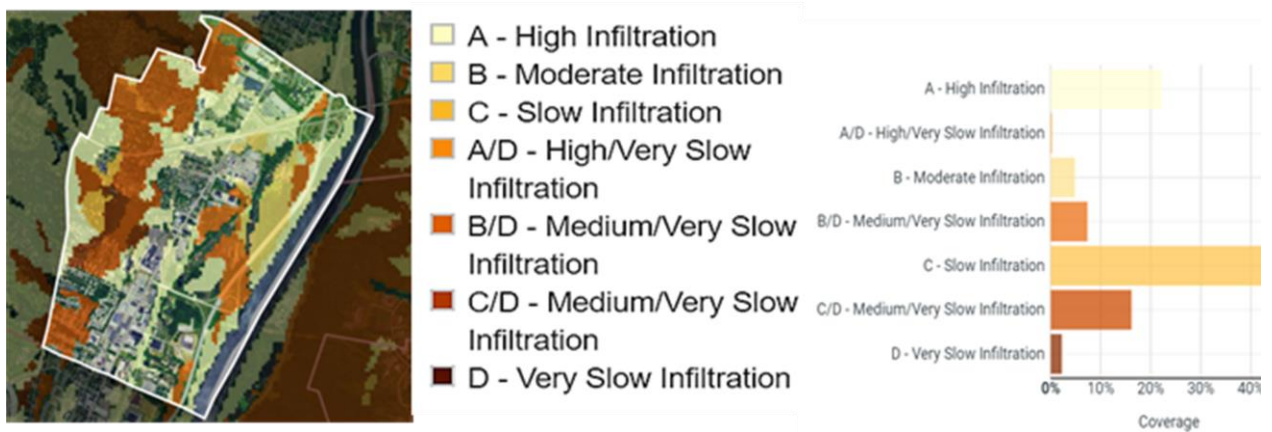 A - High Infiltration
B - Moderate Infiltration
C - Slow Infiltration
A/D - High/Very Slow
Infiltration
B/D - Medium/Very Slow
Infiltration
C/D - Medium/Very Slow
Infiltration
D - Very Slow Infiltration
A - High Infiltration
A/D - High/Very Slow Infiltration
B - Moderate Infiltration
B/D - Medium/Very Slow Infiltration
C - Slow Infiltration
C/D - Medium/Very Slow Infiltration
D - Very Slow Infiltration
0% 10% 20% 30% 40%
Coverage